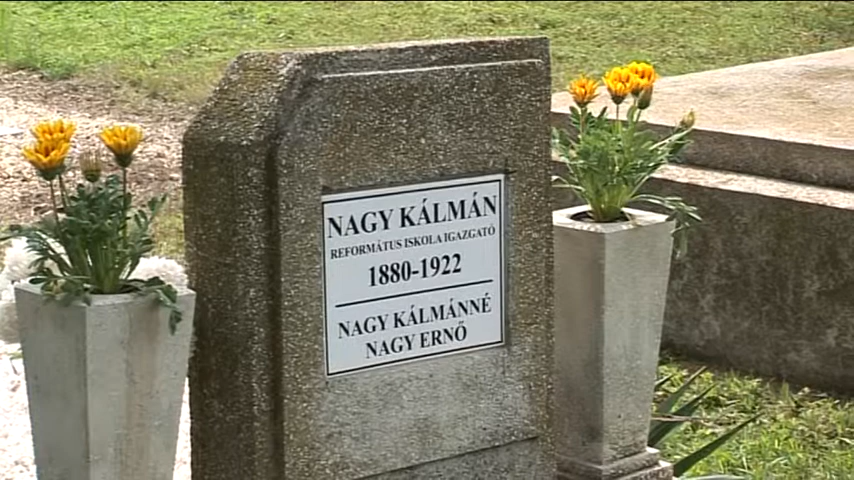 NAGY KÁLMÁN
REFORMÁTUS ISKOLA IGAZGATÓ
1880-1922
NAGY KÁLMÁNNÉ
NAGY ERNŐ